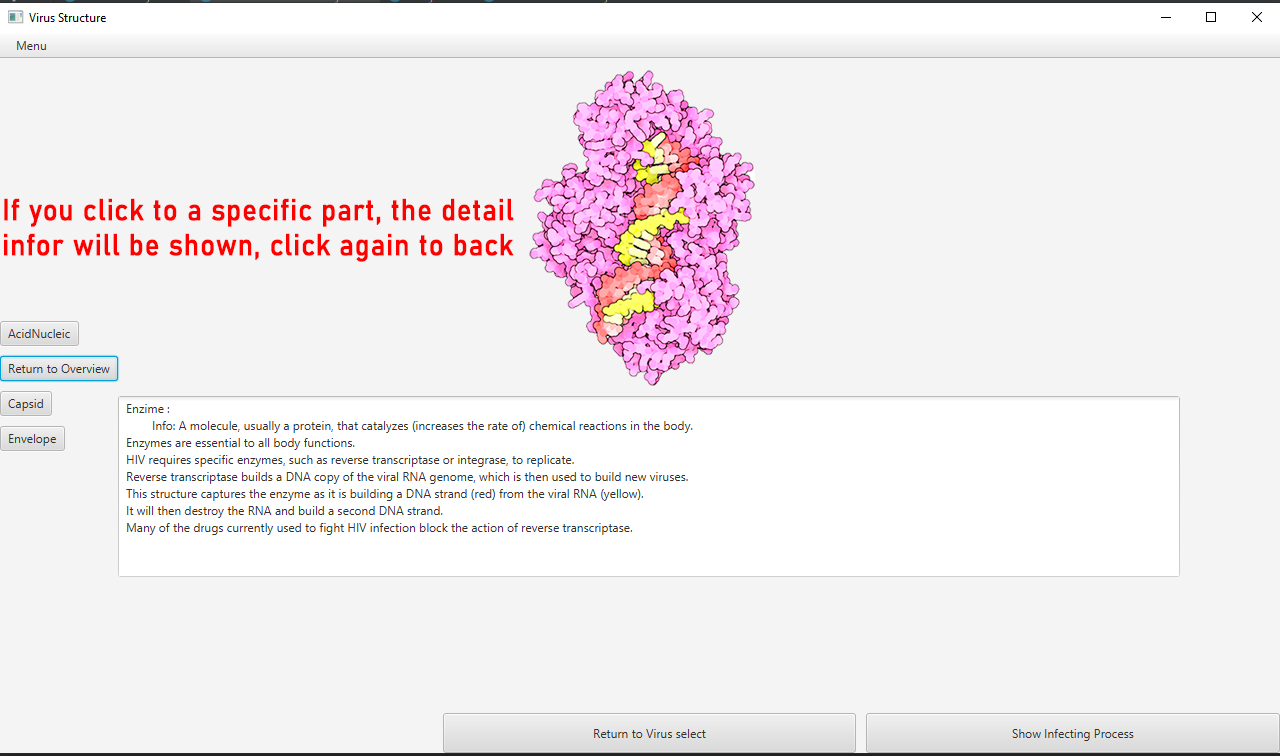 Virus Structure
Menu
If you click to a specific part, the detail
infor will be shown, click again to back
AcidNucleic
Return to Overview
Capsid
Envelope
Enzime :
Info: A molecule, usually a protein, that catalyzes (increases the rate of) chemical reactions in the body.
Enzymes are essential to all body functions.
HIV requires specific enzymes, such as reverse transcriptase or integrase, to replicate.
Reverse transcriptase builds a DNA copy of the viral RNA genome, which is then used to build new viruses.
This structure captures the enzyme as it is building a DNA strand (red) from the viral RNA (yellow).
It will then destroy the RNA and build a second DNA strand.
Many of the drugs currently used to fight HIV infection block the action of reverse transcriptase.
Return to Virus select
Show Infecting Process